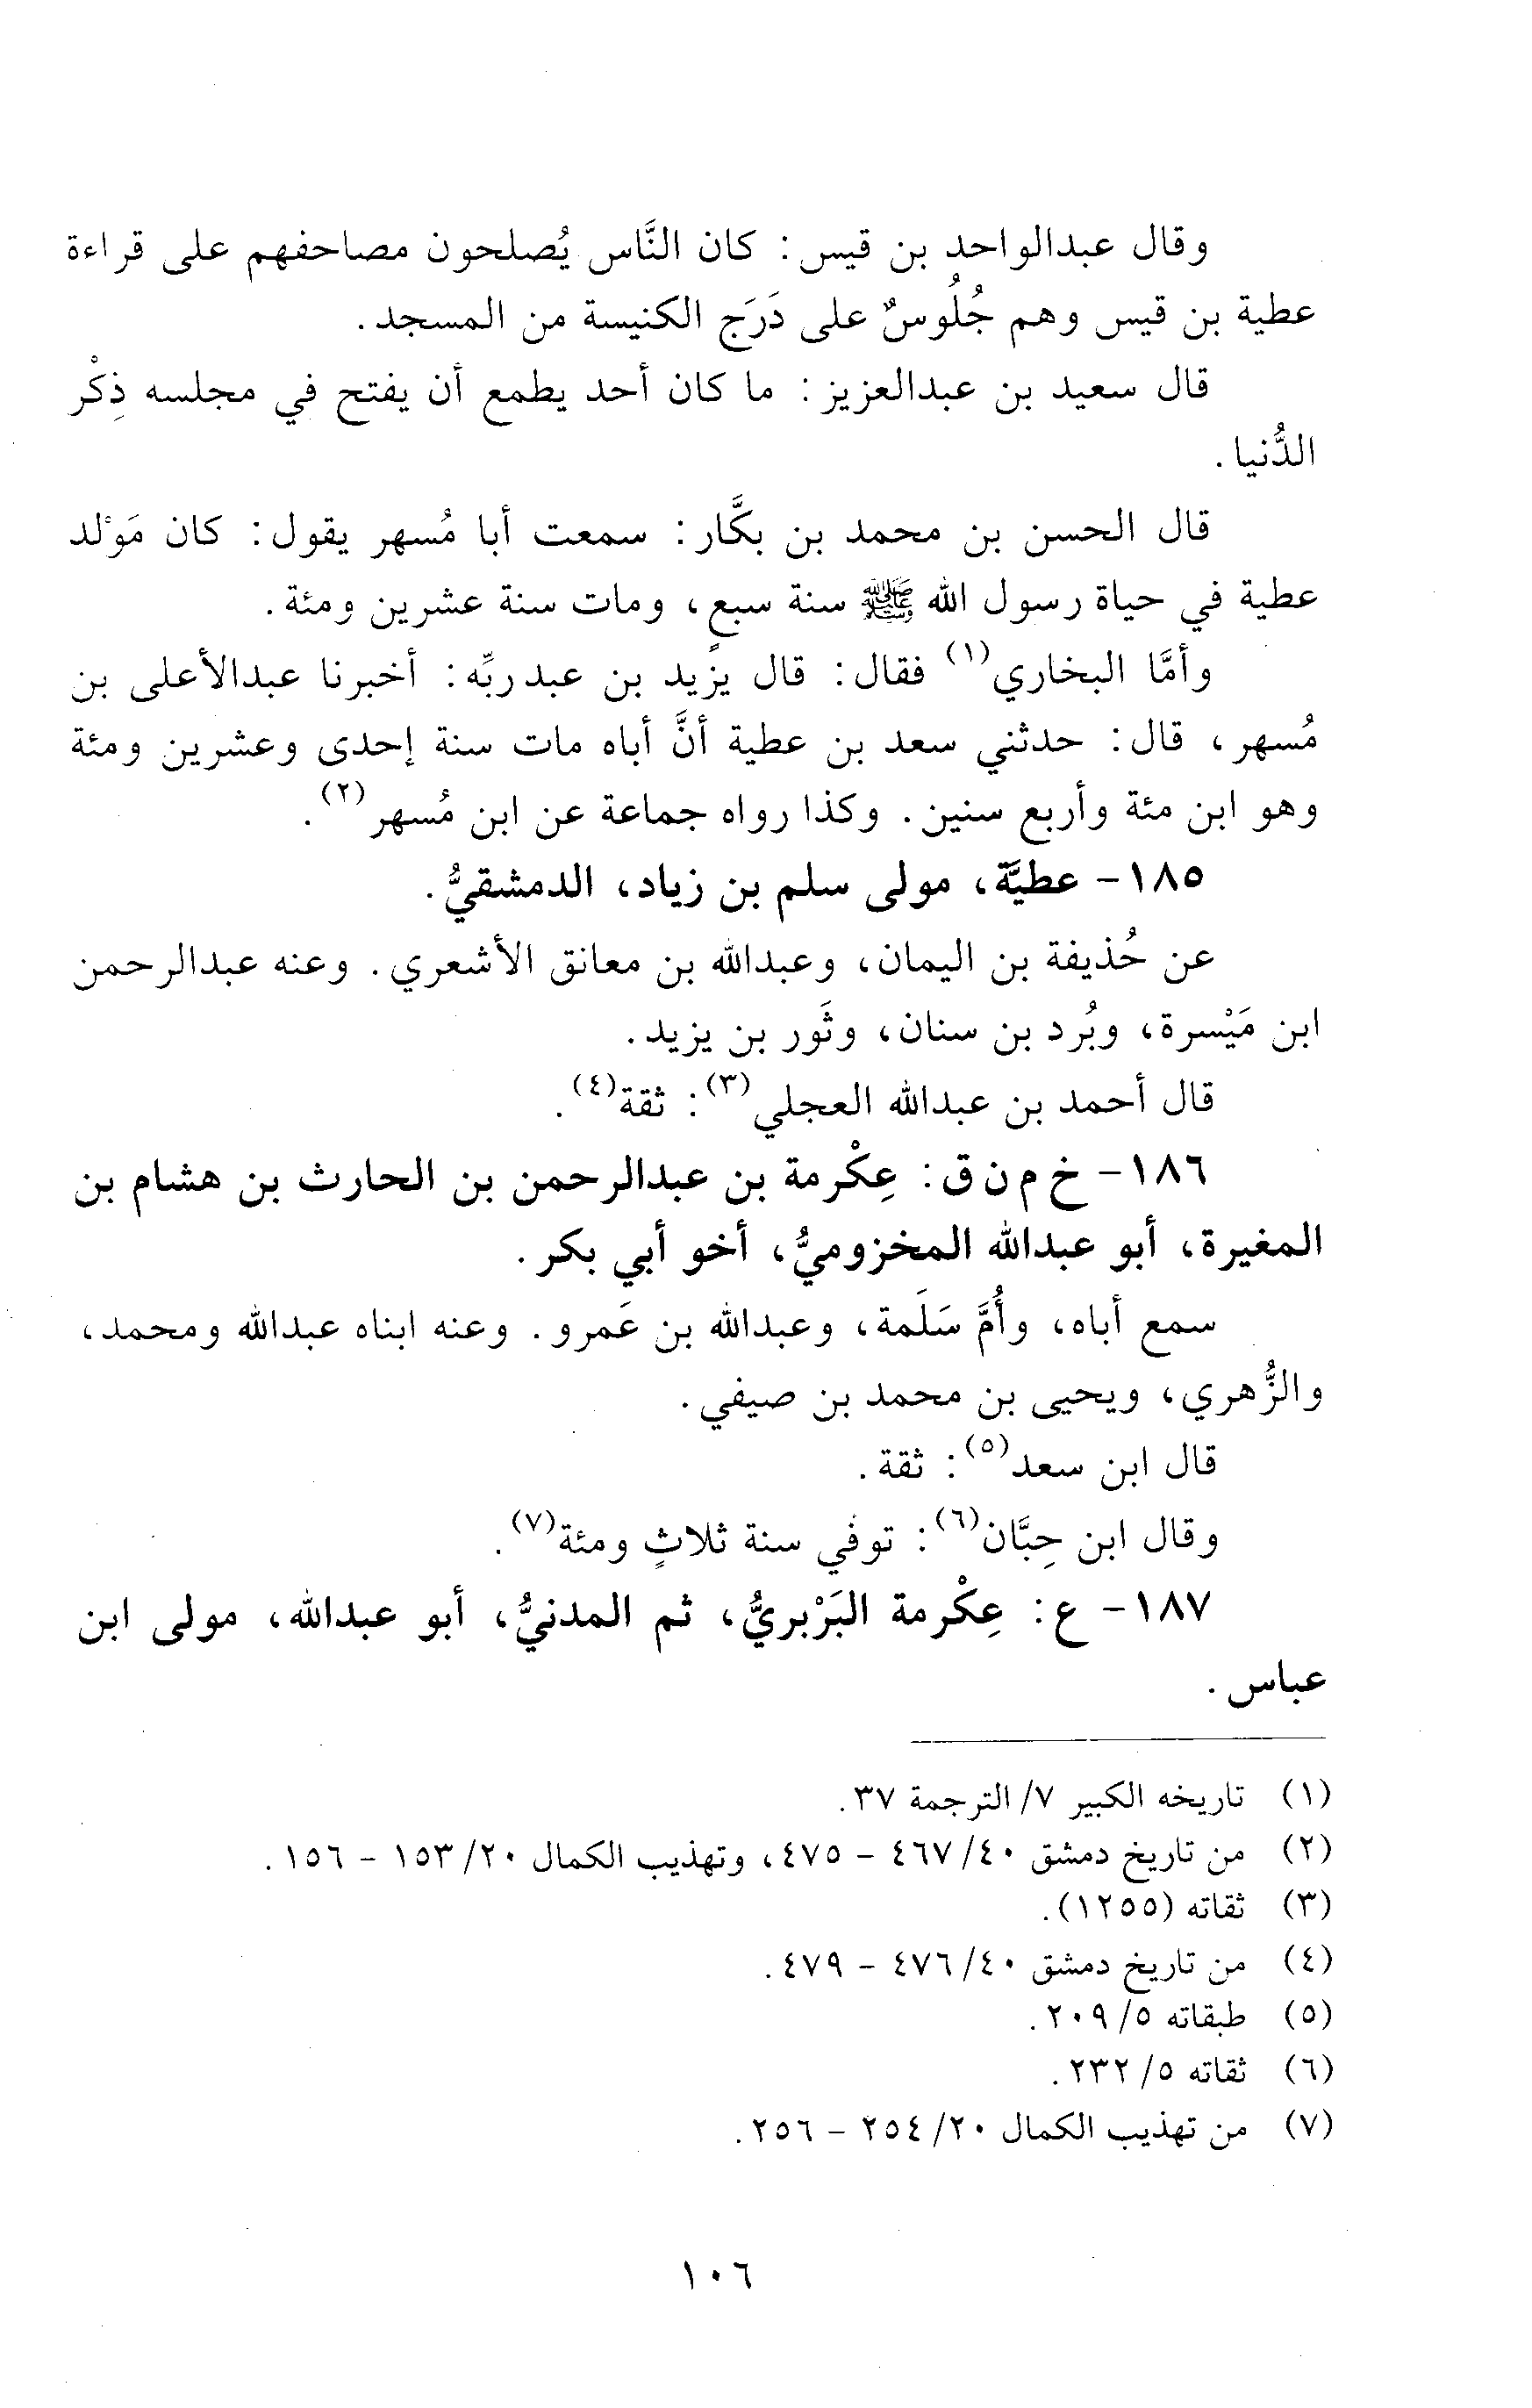 وقال عبدالواحد بن قيس: كان النَّاس يُصلحون مصاحفهم على قراءة
عطية بن قيس وهم جُلُوسٌ على دَرَج الكنيسة من المسجد.
قال سعيد بن عبدالعزيز: ما كان أحد يطمع أن يفتح في مجلسه ذِكْر
الدُّنيا.
قال الحسن بن محمد بن بكَّار: سمعت أبا مُسهر يقول: كان مَوْلد
عطية في حياة رسول الله ﷺ سنة سبعٍ، ومات سنة عشرين ومئة.
وأمَّا البخاري(١) فقال: قال يزيد بن عبد ربِّه: أخبرنا عبدالأعلى بن
مُسهر، قال: حدثني سعد بن عطية أنَّ أباه مات سنة إحدى وعشرين ومئة
وهو ابن مئة وأربع سنين. وكذا رواه جماعة عن ابن مُسهر(٢).
١٨٥- عطيَّة، مولى سلم بن زياد، الدمشقيُّ.
عن حُذيفة بن اليمان، وعبدالله بن معانق الأشعري. وعنه عبدالرحمن
ابن مَيْسرة، وبُرد بن سنان، وثَور بن يزيد.
قال أحمد بن عبدالله العجلي(٣): ثقة(٤).
١٨٦- خ م ن ق: عِكْرمة بن عبدالرحمن بن الحارث بن هشام بن
المغيرة، أبو عبدالله المخزوميُّ، أخو أبي بكر.
سمع أباه، وأُمَّ سَلَمة، وعبدالله بن عَمرو. وعنه ابناه عبدالله ومحمد،
والزُّهري، ويحيى بن محمد بن صيفي.
قال ابن سعد(٥): ثقة.
وقال ابن حِبَّان(٦): توفي سنة ثلاثٍ ومئة(٧).
١٨٧- ع: عِكْرمة البَرْبريُّ، ثم المدنيُّ، أبو عبدالله، مولى ابن
عباس.
(١) تاريخه الكبير ٧/ الترجمة ٣٧.
(٢) من تاريخ دمشق ٤٠/ ٤٦٧ - ٤٧٥، وتهذيب الكمال ٢٠/ ١٥٣ - ١٥٦.
(٣) ثقاته (١٢٥٥).
(٤) من تاريخ دمشق ٤٠/ ٤٧٦ - ٤٧٩.
(٥) طبقاته ٥/ ٢٠٩.
(٦) ثقاته ٥/ ٢٣٢.
(٧) من تهذيب الكمال ٢٠/ ٢٥٤ - ٢٥٦.
١٠٦